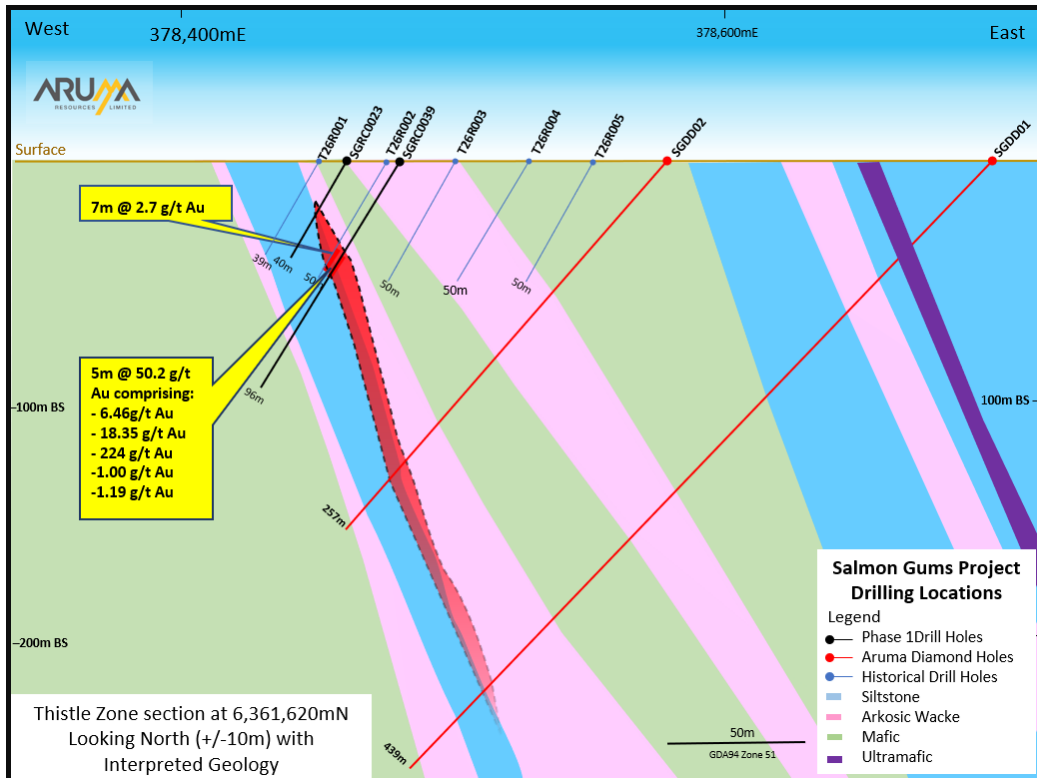 West
378,400mE
378,600mE
East
ARUMA
RESOURCES LIMITED
T26R001
SGRC0023
T26R002
SGRC0039
T26R003
T26R004
T26R005
SGDD02
SGDD01
Surface
7m @ 2.7 g/t Au
39m
40m
50m
50m
50m
50m
5m @ 50.2 g/t
Au comprising:
- 6.46g/t Au
- 18.35 g/t Au
- 224 g/t Au
-1.00 g/t Au
-1.19 g/t Au
96m
100m BS
100m BS
257m
200m BS
439m
Salmon Gums Project
Drilling Locations
Legend
Phase 1Drill Holes
Aruma Diamond Holes
Historical Drill Holes
Siltstone
Arkosic Wacke
Mafic
Ultramafic
50m
GDA94 Zone 51
Thistle Zone section at 6,361,620mN
Looking North (+/-10m) with
Interpreted Geology